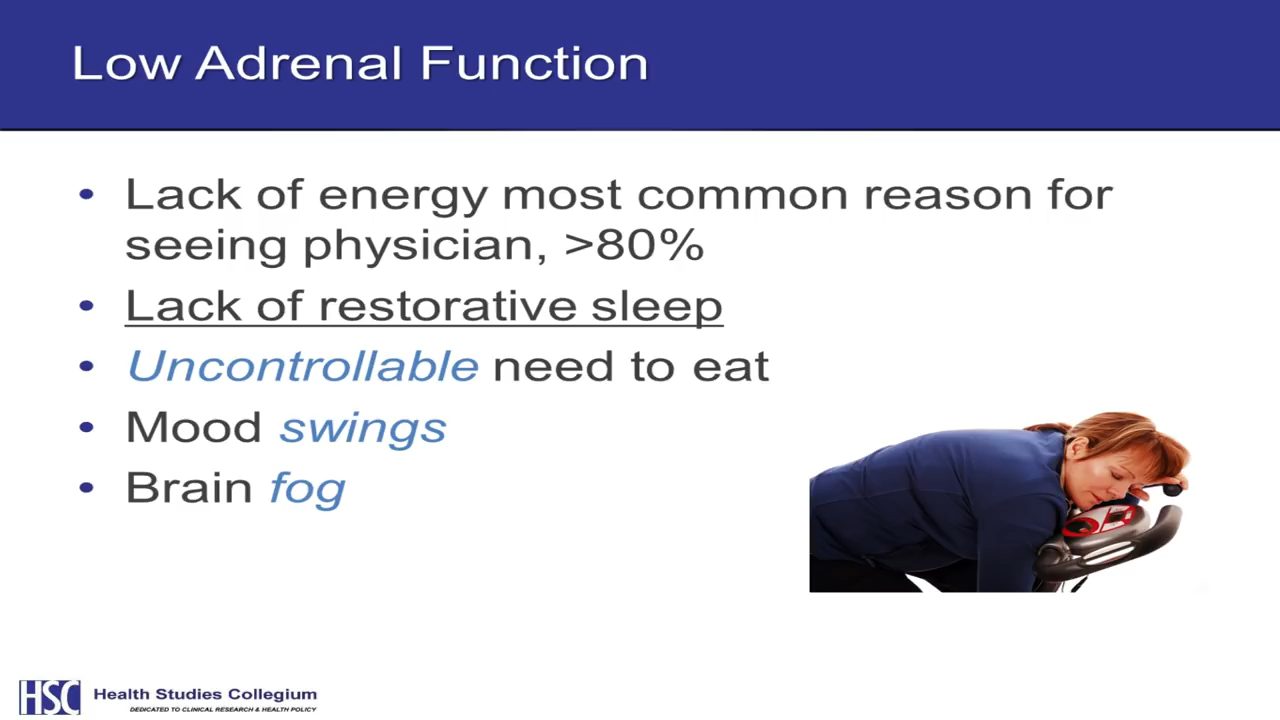 Low Adrenal Function
• Lack of energy most common reason for
seeing physician, >80%
• Lack of restorative sleep
• Uncontrollable need to eat
• Mood swings
• Brain fog
HSC Health Studies Collegium
DEDICATED TO CLINICAL RESEARCH & HEALTH POLICY